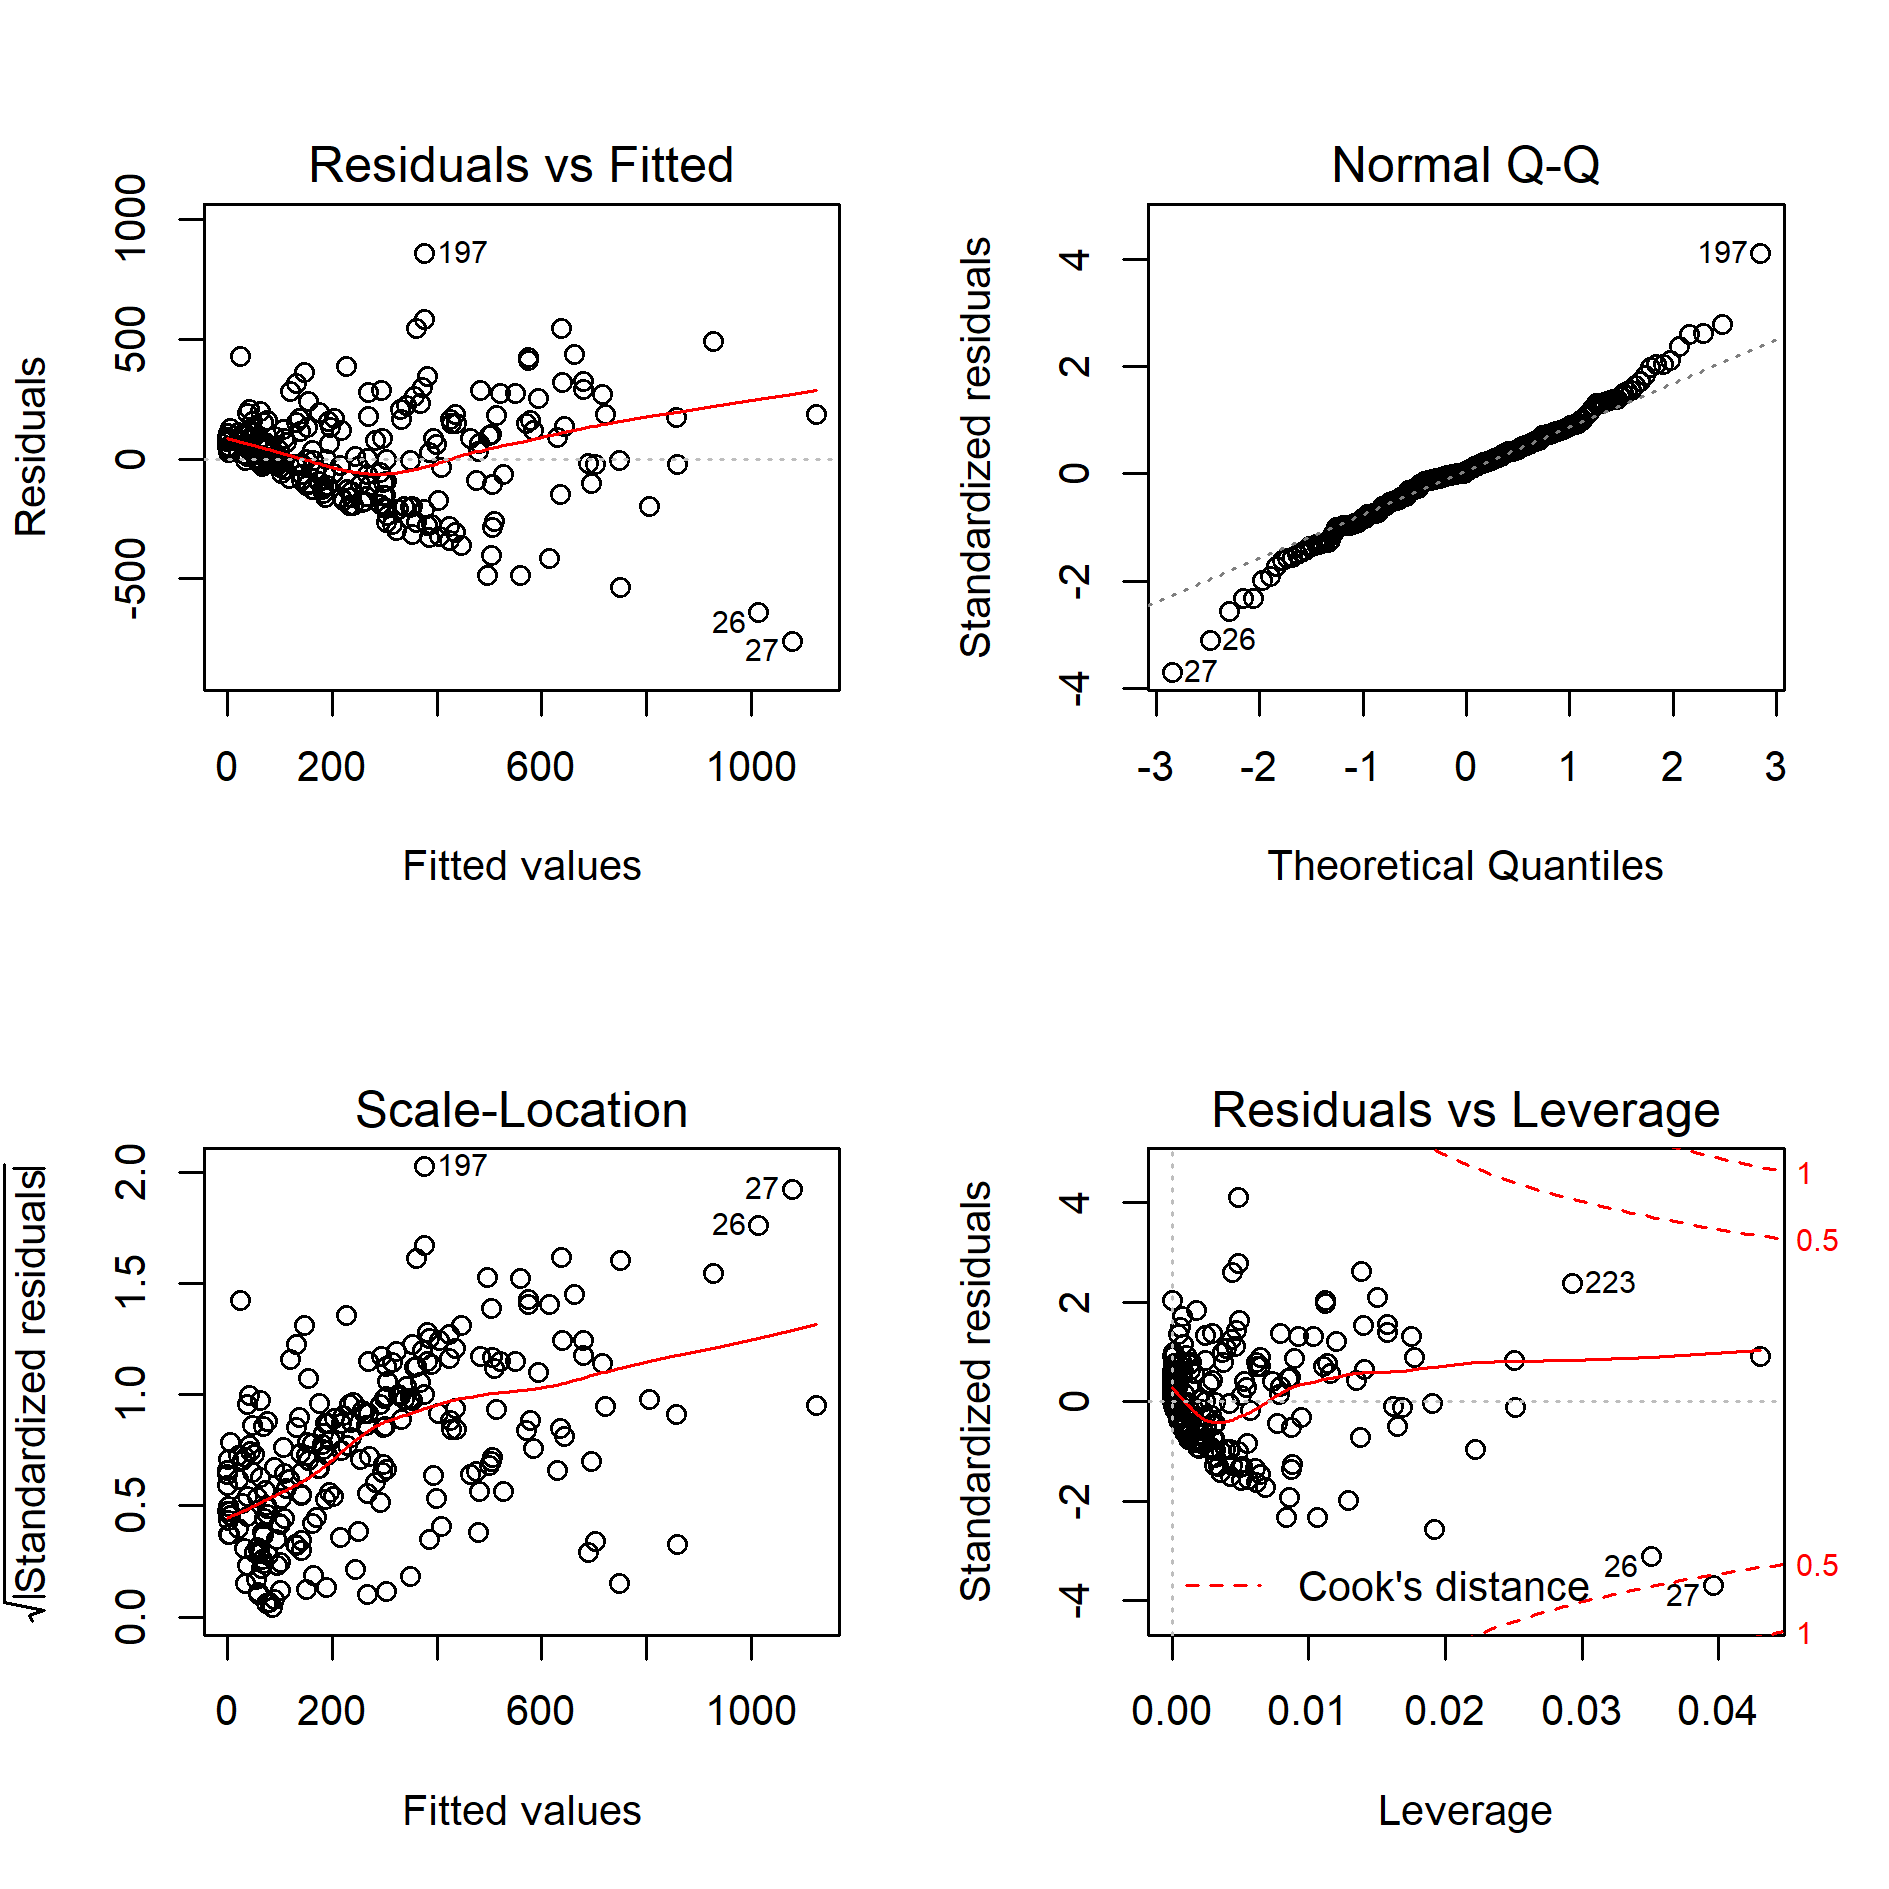 Residuals vs Fitted
Residuals
1000
500
0
-500
197
26
27
0 200 600 1000
Fitted values
Normal Q-Q
Standardized residuals
4
2
0
-2
-4
197
26
27
-3 -2 -1 0 1 2 3
Theoretical Quantiles
Scale-Location
√|Standardized residuals|
2.0
1.5
1.0
0.5
0.0
197
27
26
0 200 600 1000
Fitted values
Residuals vs Leverage
Standardized residuals
4
2
0
-2
-4
1
0.5
223
0.5
1
26
27
Cook's distance
0.00 0.01 0.02 0.03 0.04
Leverage